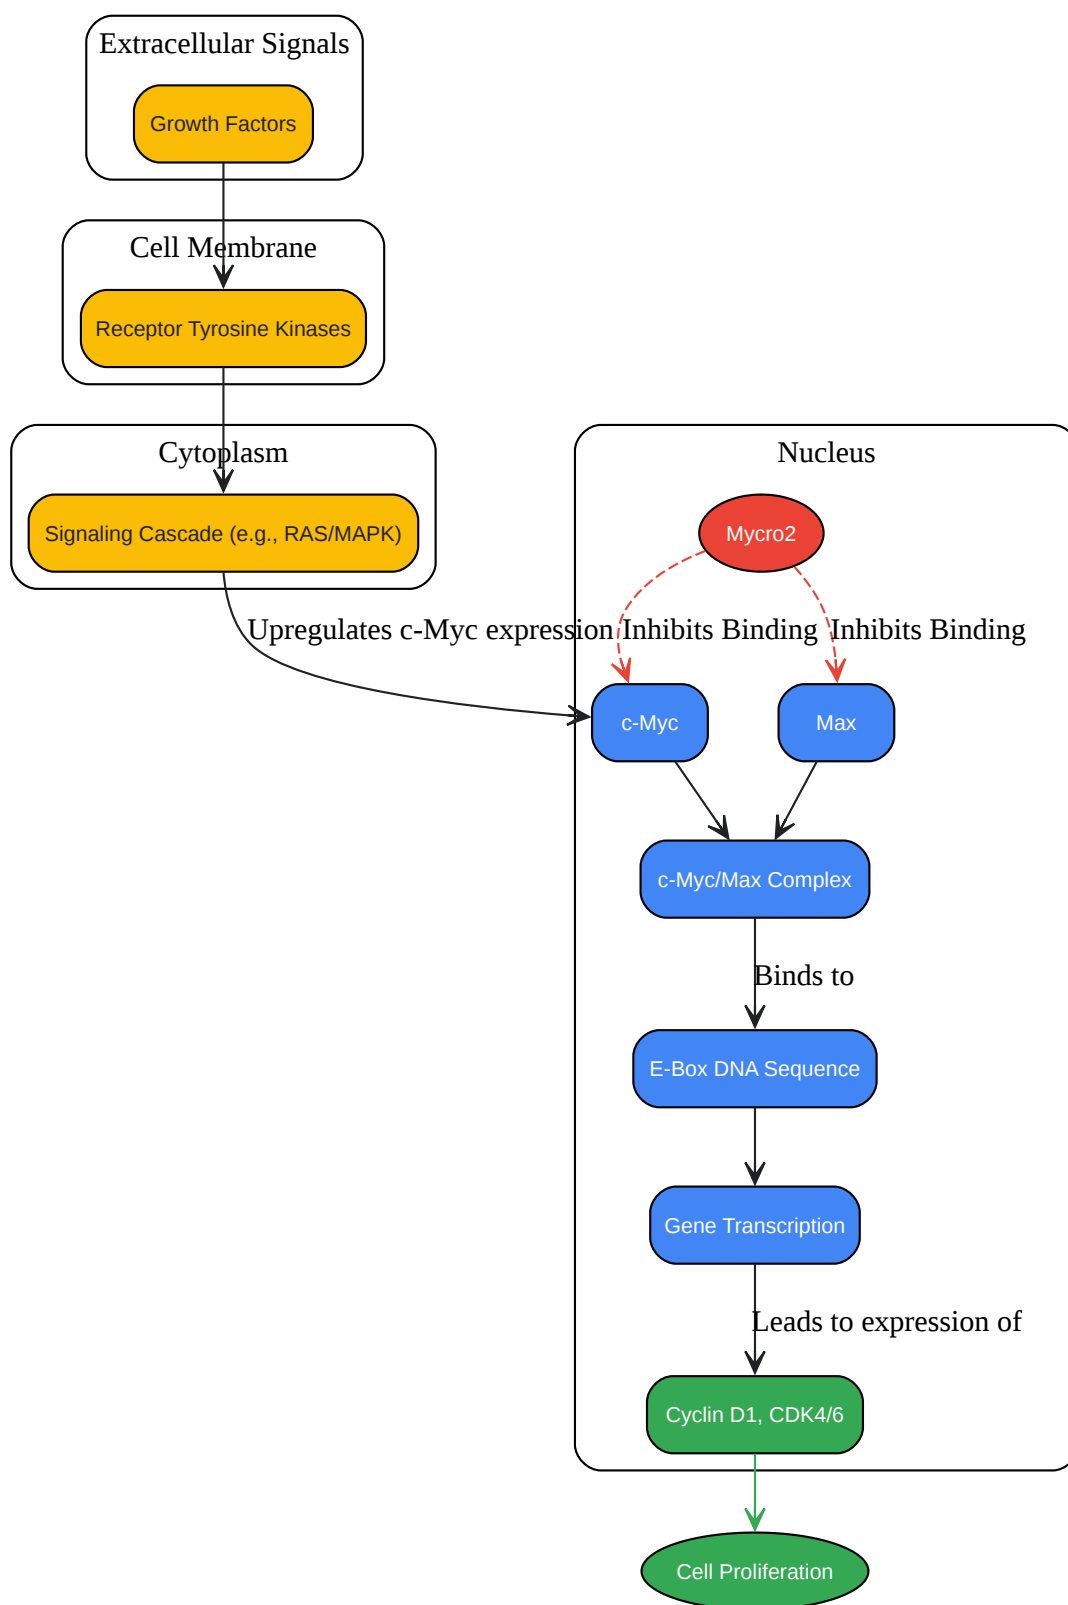 Extracellular Signals
Growth Factors
Cell Membrane
Receptor Tyrosine Kinases
Cytoplasm
Signaling Cascade (e.g., RAS/MAPK)
Nucleus
Mycro2
Upregulates c-Myc expression
Inhibits Binding
Inhibits Binding
c-Myc
Max
c-Myc/Max Complex
Binds to
E-Box DNA Sequence
Gene Transcription
Leads to expression of
Cyclin D1, CDK4/6
Cell Proliferation